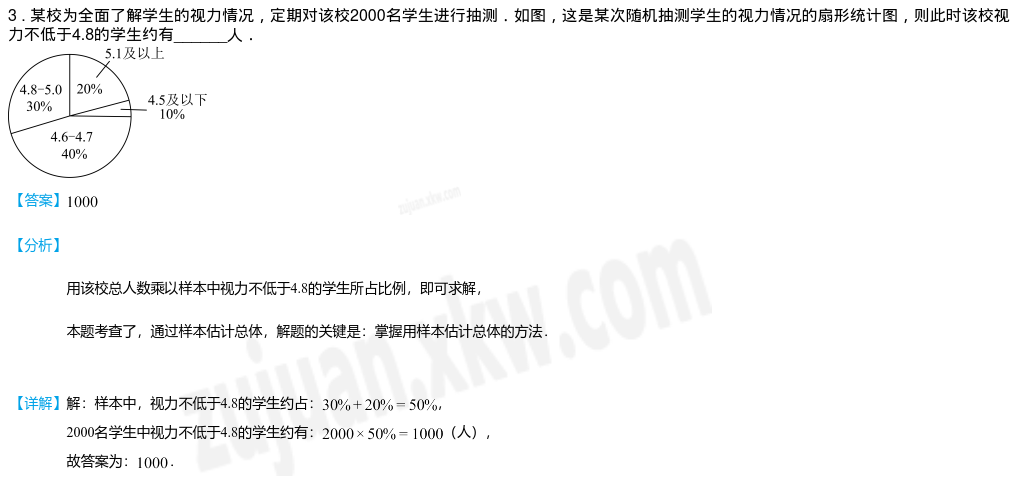 3．某校为全面了解学生的视力情况，定期对该校2000名学生进行抽测．如图，这是某次随机抽测学生的视力情况的扇形统计图，则此时该校视
力不低于4.8的学生约有_______人．
5.1及以上
20%
4.8−5.0
30%
4.5及以下
10%
4.6−4.7
40%
【答案】1000
【分析】
用该校总人数乘以样本中视力不低于4.8的学生所占比例，即可求解，
本题考查了，通过样本估计总体，解题的关键是：掌握用样本估计总体的方法．
【详解】解：样本中，视力不低于4.8的学生约占：30%+20%=50%，
2000名学生中视力不低于4.8的学生约有：2000×50%=1000（人），
故答案为：1000．
zujuan.xkw.com
zujuan.xkw.com